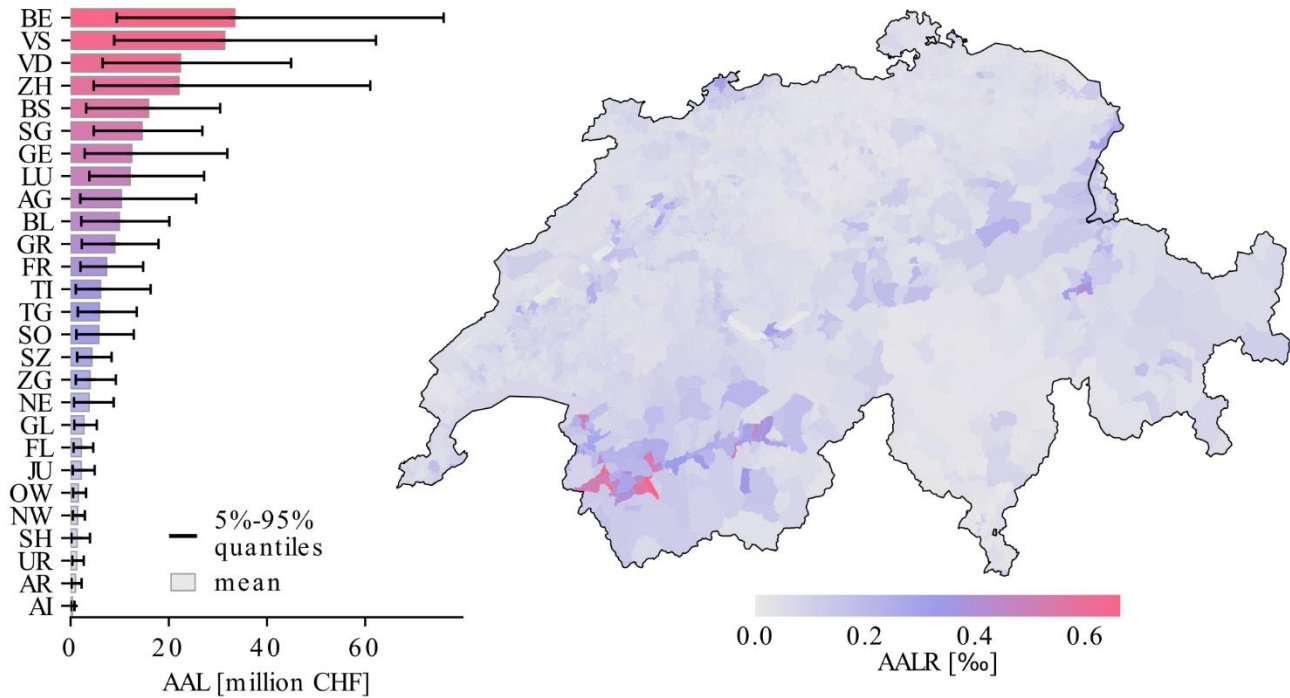 BE
VS
VD
ZH
BS
SG
GE
LU
AG
BL
GR
FR
TI
TG
SO
SZ
ZG
NE
GL
FL
JU
OW
NW
SH
UR
AR
AI
5%-95%
quantiles
mean
0 20 40 60
AAL [million CHF]
0.0 0.2 0.4 0.6
AALR [‰]